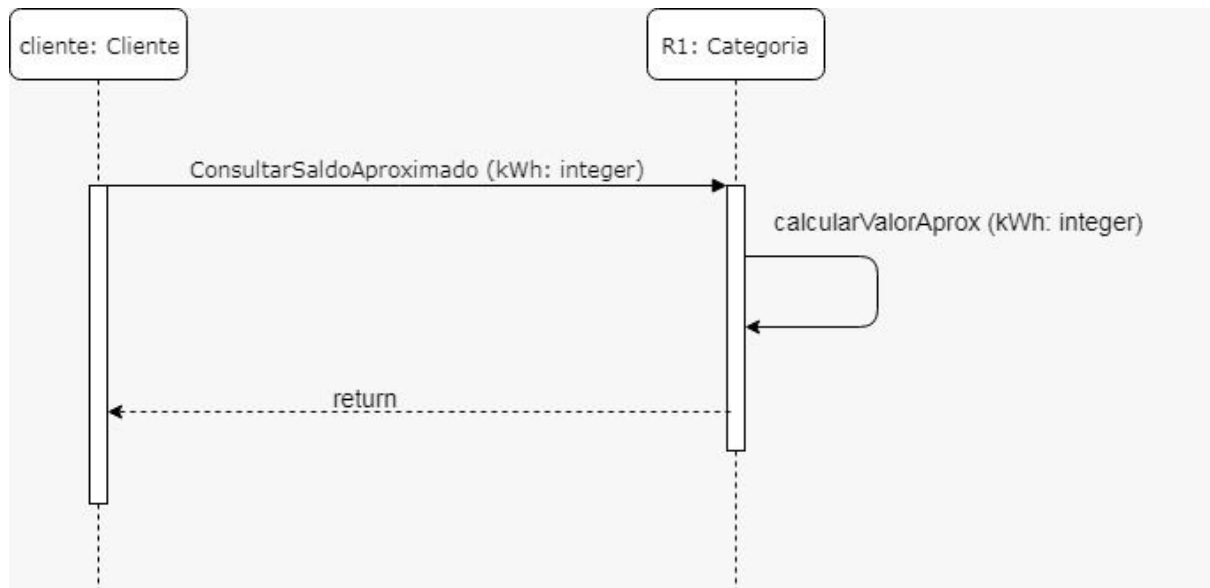 cliente: Cliente
R1: Categoria
ConsultarSaldoAproximado (kWh: integer)
calcularValorAprox (kWh: integer)
return